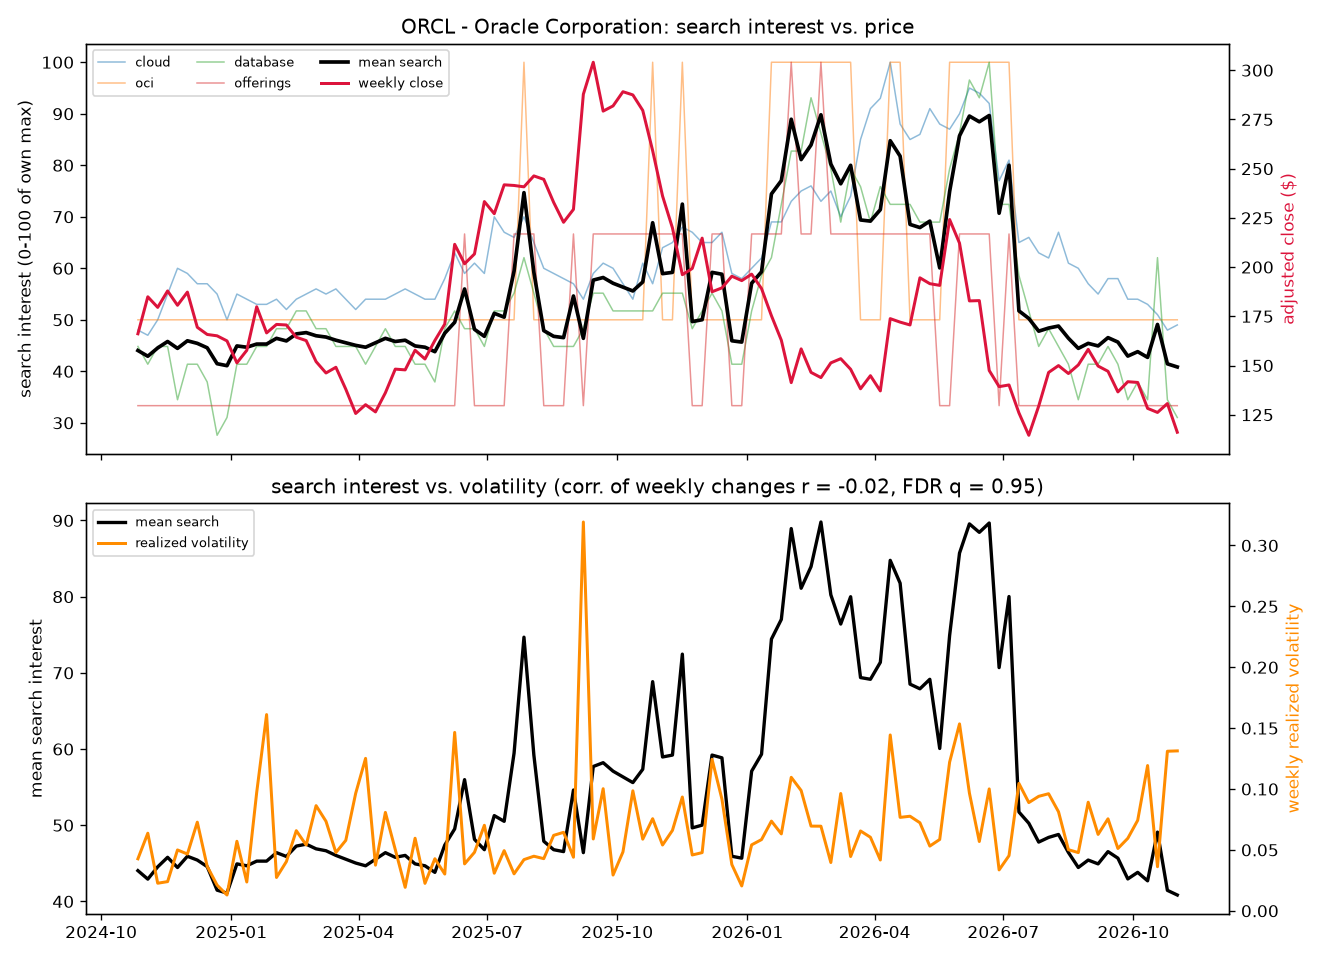 ORCL - Oracle Corporation: search interest vs. price
cloud
oci
database
offerings
mean search
weekly close
search interest (0-100 of own max)
100
90
80
70
60
50
40
30
adjusted close ($)
300
275
250
225
200
175
150
125
search interest vs. volatility (corr. of weekly changes r = -0.02, FDR q = 0.95)
mean search
realized volatility
mean search interest
90
80
70
60
50
40
weekly realized volatility
0.30
0.25
0.20
0.15
0.10
0.05
0.00
2024-10
2025-01
2025-04
2025-07
2025-10
2026-01
2026-04
2026-07
2026-10